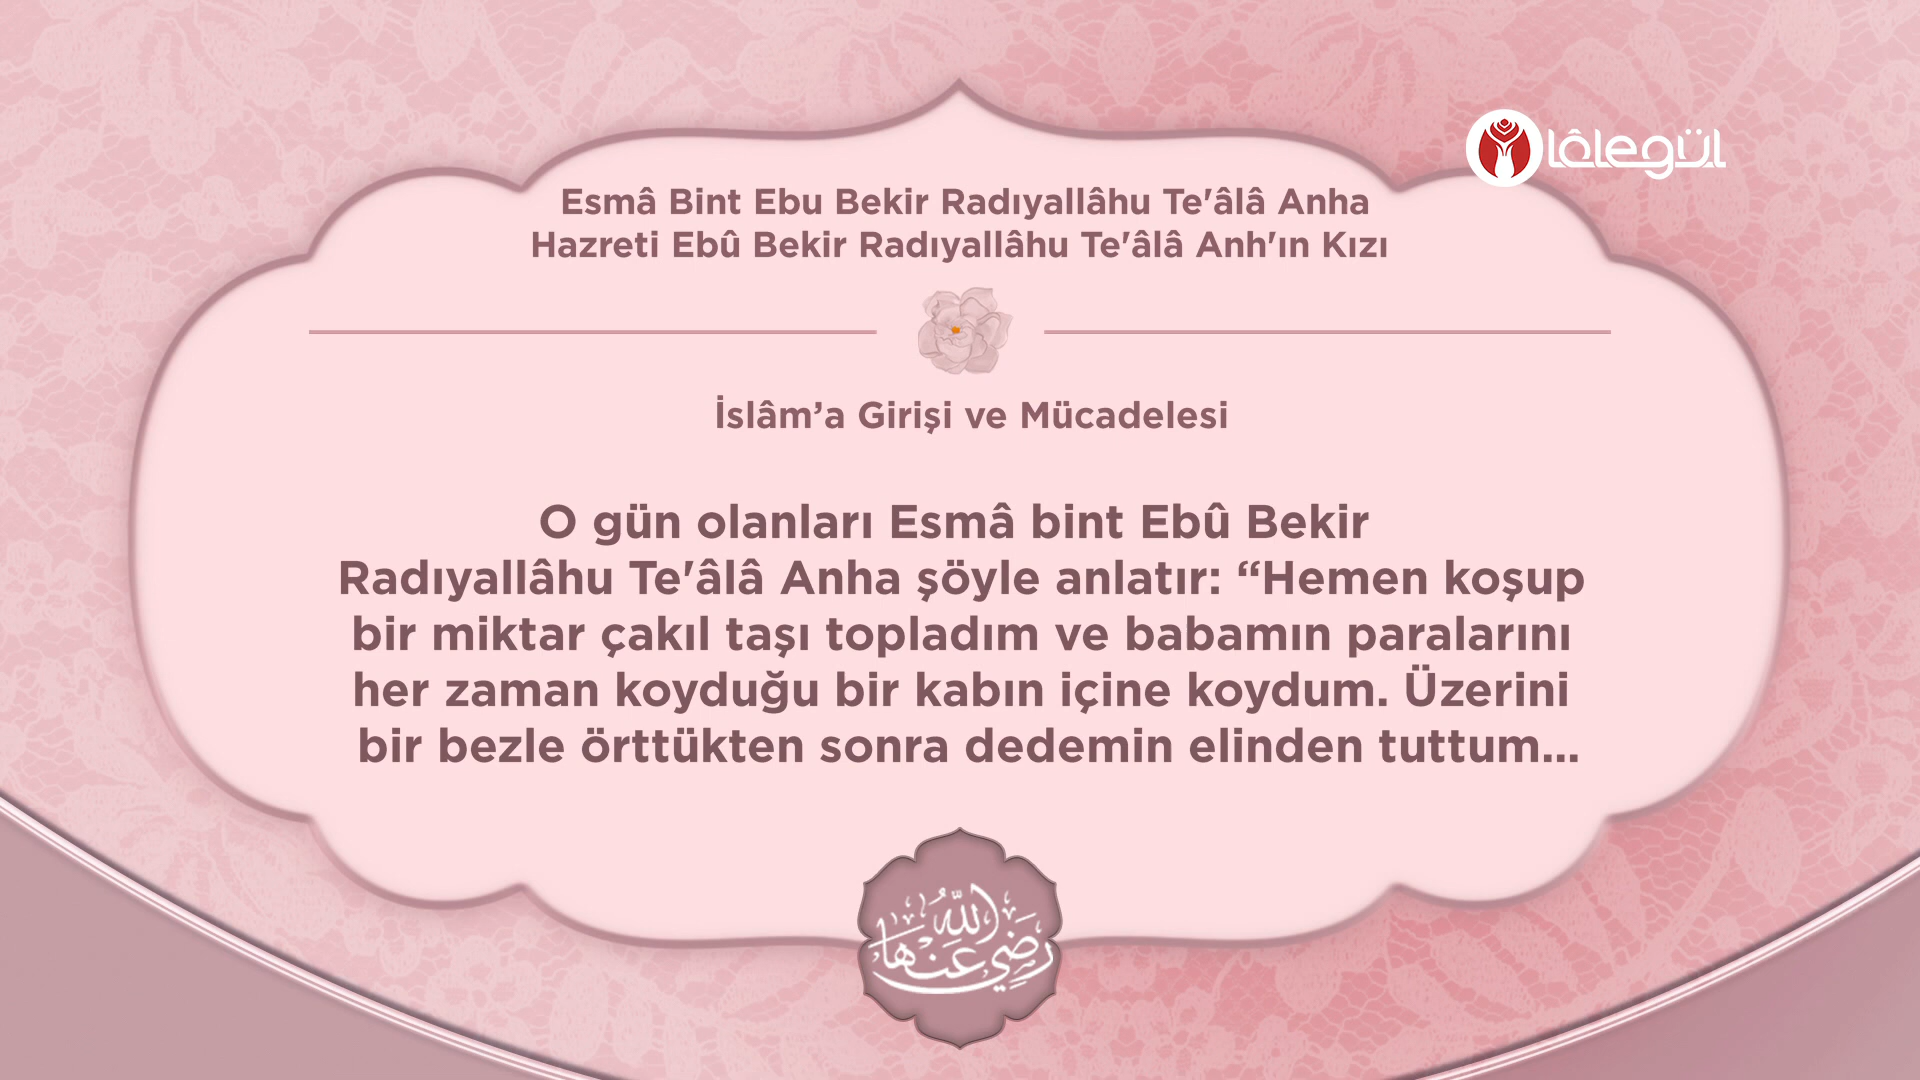 lâlegül
Esmâ Bint Ebu Bekir Radıyallâhu Te'âlâ Anha
Hazreti Ebû Bekir Radıyallâhu Te'âlâ Anh'ın Kızı
İslâm’a Girişi ve Mücadelesi
O gün olanları Esmâ bint Ebû Bekir
Radıyallâhu Te'âlâ Anha şöyle anlatır: “Hemen koşup
bir miktar çakıl taşı topladım ve babamın paralarını
her zaman koyduğu bir kabın içine koydum. Üzerini
bir bezle örttükten sonra dedemin elinden tuttum...
رَضِيَ اللّٰهُ عَنْهَا